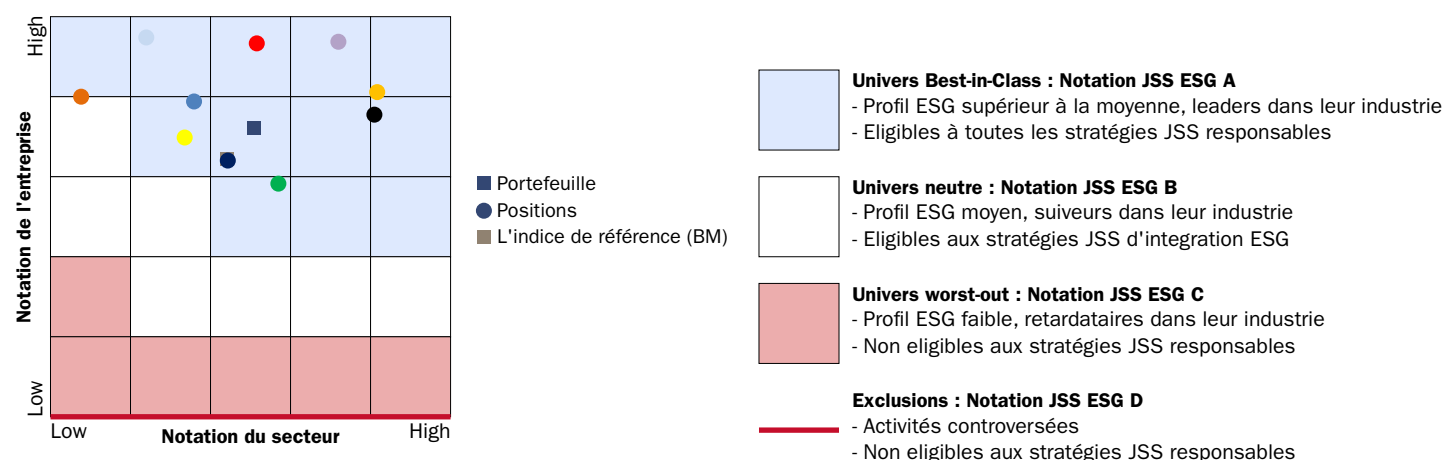 High
Notation de l'entreprise
Low
Low
Notation du secteur
High
Portefeuille
Positions
L'indice de référence (BM)
Univers Best-in-Class : Notation JSS ESG A
- Profil ESG supérieur à la moyenne, leaders dans leur industrie
- Eligibles à toutes les stratégies JSS responsables
Univers neutre : Notation JSS ESG B
- Profil ESG moyen, suiveurs dans leur industrie
- Eligibles aux stratégies JSS d'integration ESG
Univers worst-out : Notation JSS ESG C
- Profil ESG faible, retardataires dans leur industrie
- Non eligibles aux stratégies JSS responsables
Exclusions : Notation JSS ESG D
- Activités controversées
- Non eligibles aux stratégies JSS responsables